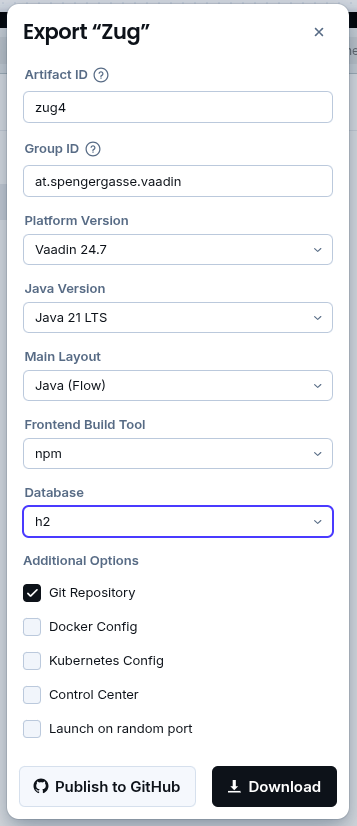 Export “Zug”
Artifact ID
zug4
Group ID
at.spengergasse.vaadin
Platform Version
Vaadin 24.7
Java Version
Java 21 LTS
Main Layout
Java (Flow)
Frontend Build Tool
npm
Database
h2
Additional Options
Git Repository
Docker Config
Kubernetes Config
Control Center
Launch on random port
Publish to GitHub
Download